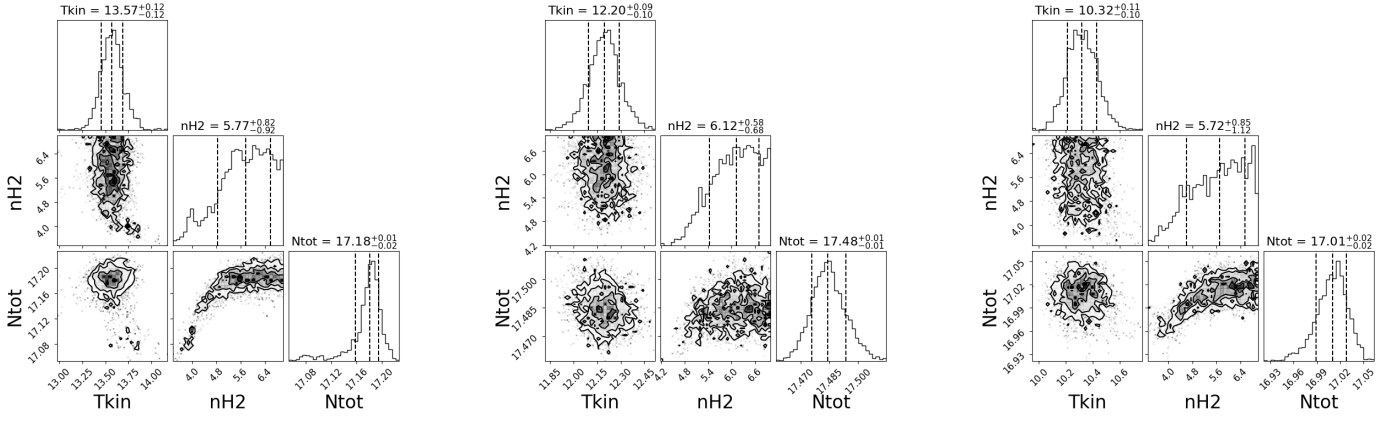 Tkin = 13.57+0.12−0.12
nH2 = 5.77+0.82−0.92
Ntot = 17.18+0.01−0.02
nH2
6.4
5.6
4.8
4.0
Ntot
17.20
17.16
17.12
17.08
13.00 13.25 13.50 13.75 14.00
4.0 4.8 5.6 6.4
17.08 17.12 17.16 17.20
Tkin nH2 Ntot
Tkin = 12.20+0.09−0.10
nH2 = 6.12+0.58−0.68
Ntot = 17.48+0.01−0.01
nH2
6.6
6.0
5.4
4.8
4.2
Ntot
17.500
17.485
17.470
11.85 12.00 12.15 12.30 12.45
4.2 4.8 5.4 6.0 6.6
17.470 17.485 17.500
Tkin nH2 Ntot
Tkin = 10.32+0.11−0.10
nH2 = 5.72+0.85−1.12
Ntot = 17.01+0.02−0.02
nH2
6.4
5.6
4.8
4.0
Ntot
17.05
17.02
16.99
16.96
16.93
10.0 10.2 10.4 10.6
4.0 4.8 5.6 6.4
16.93 16.96 16.99 17.02 17.05
Tkin nH2 Ntot